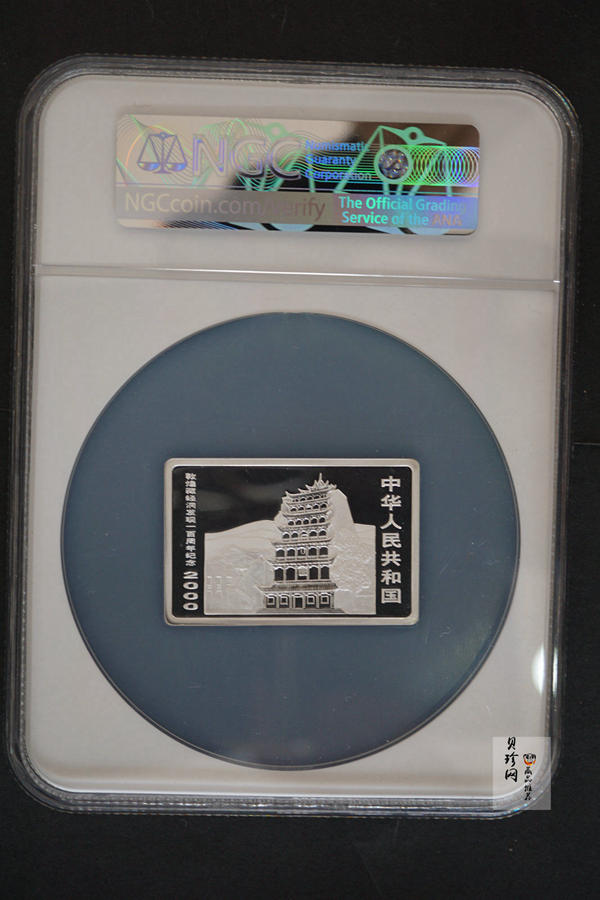 NGC
Numismatic
Guaranty
Corporation
NGCcoin.com/verify
The Official Grading
Service of the ANA
中华人民共和国
敦煌藏经洞发现一百周年纪念 2000
贝珍网